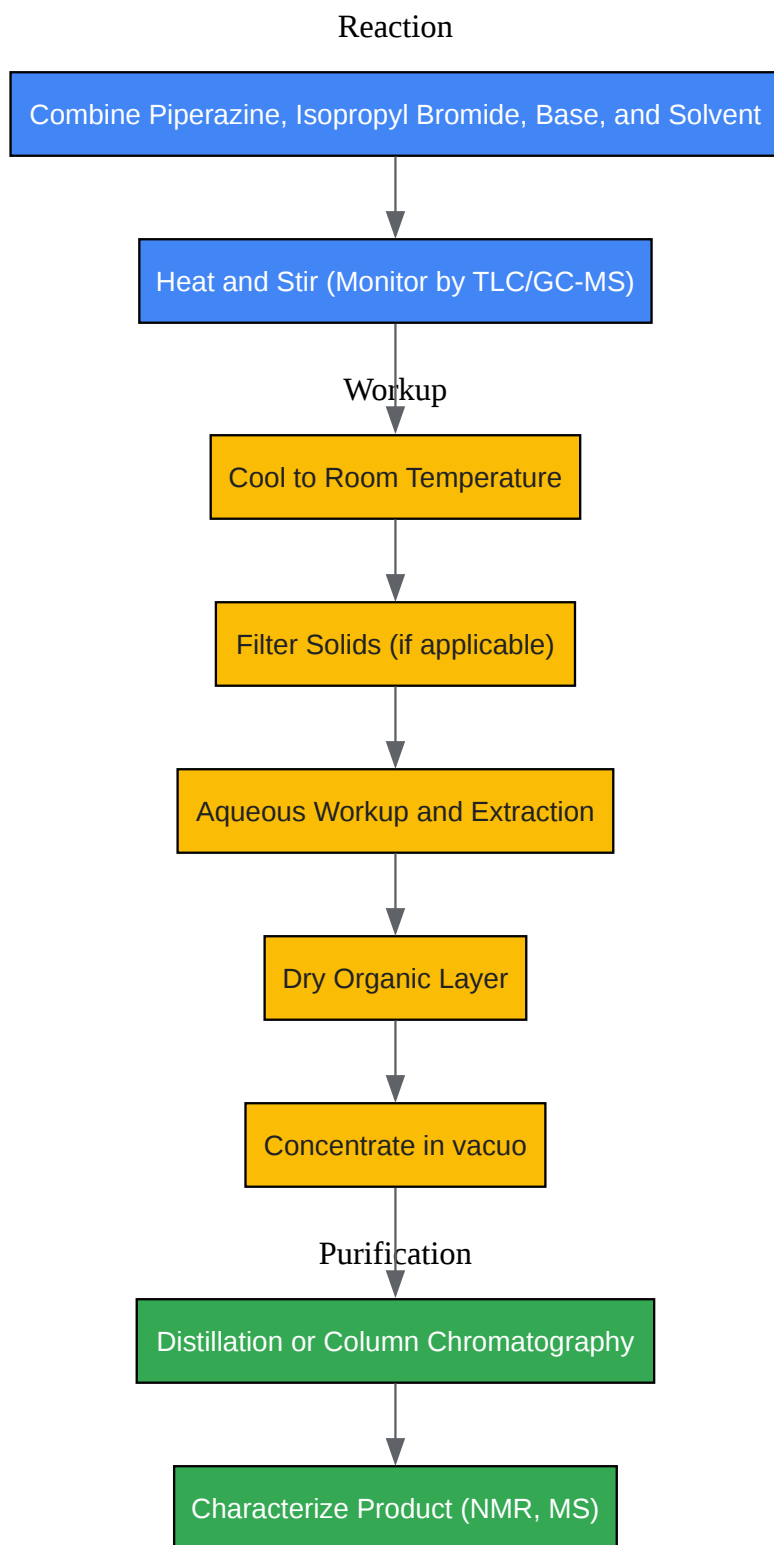 Reaction
Combine Piperazine, Isopropyl Bromide, Base, and Solvent
Heat and Stir (Monitor by TLC/GC-MS)
Workup
Cool to Room Temperature
Filter Solids (if applicable)
Aqueous Workup and Extraction
Dry Organic Layer
Concentrate in vacuo
Purification
Distillation or Column Chromatography
Characterize Product (NMR, MS)